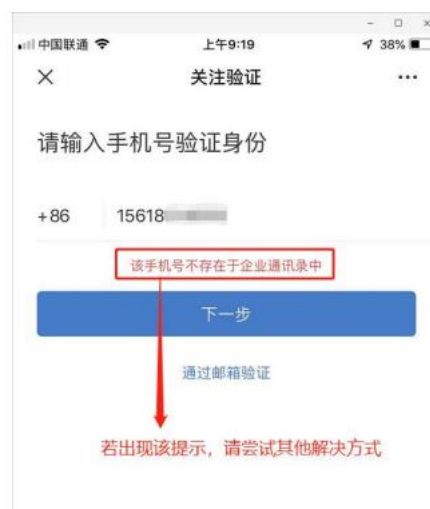 中国联通 上午9:19 38%
关注验证
请输入手机号验证身份
+86 15618
该手机号不存在于企业通讯录中
下一步
通过邮箱验证
若出现该提示，请尝试其他解决方式